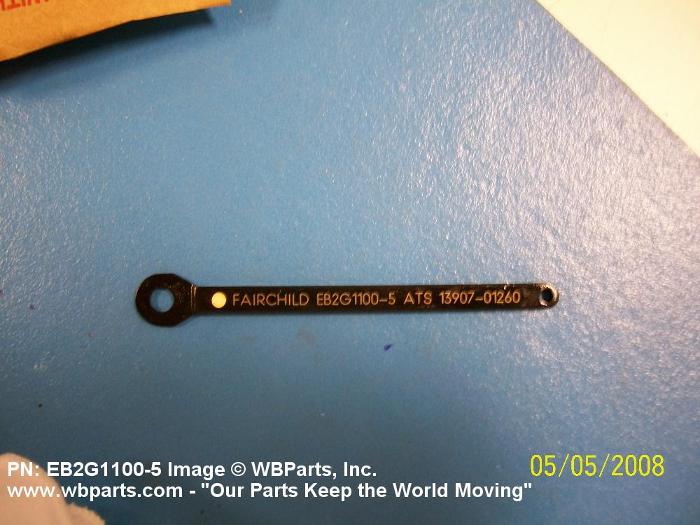 FAIRCHILD EB2G1100-5 ATS 13907-01260
PN: EB2G1100-5 Image © WBParts, Inc.
05/05/2008
www.wbparts.com - "Our Parts Keep the World Moving"